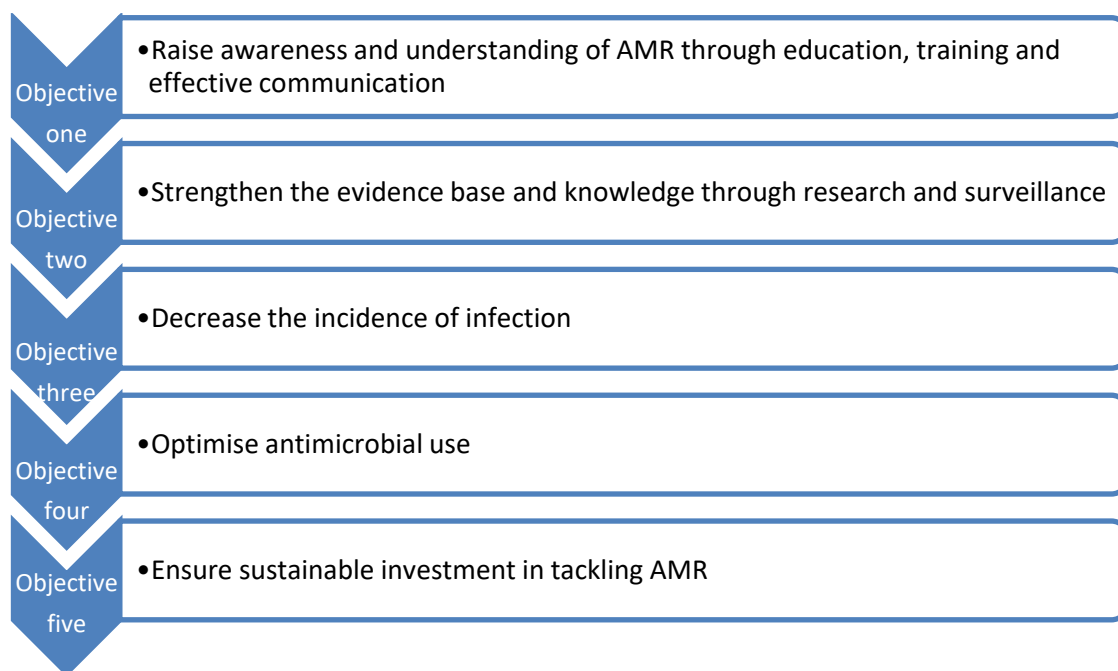 Objective
one
•Raise awareness and understanding of AMR through education, training and
effective communication
Objective
two
•Strengthen the evidence base and knowledge through research and surveillance
Objective
three
•Decrease the incidence of infection
Objective
four
•Optimise antimicrobial use
Objective
five
•Ensure sustainable investment in tackling AMR